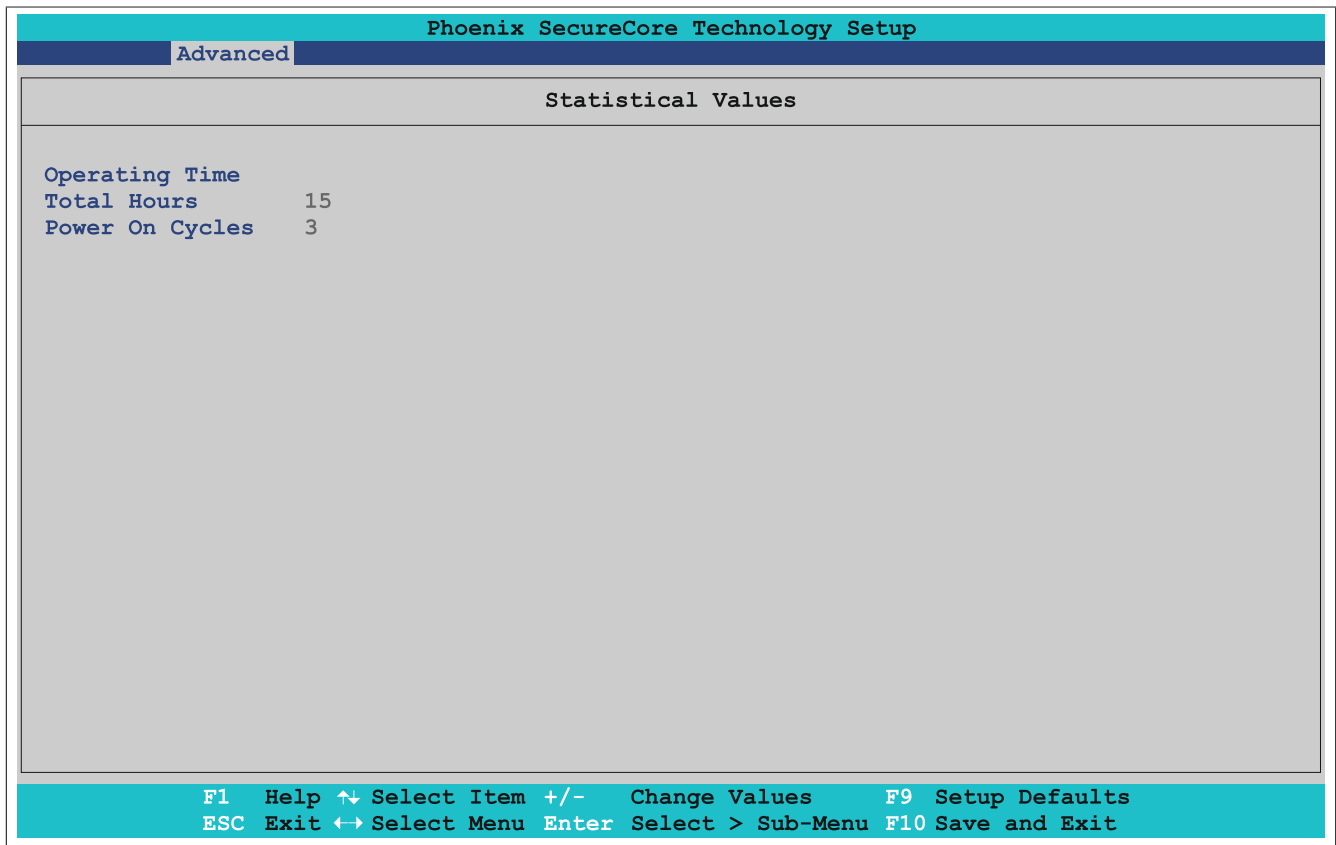 Phoenix SecureCore Technology Setup
Advanced
Statistical Values
Operating Time
Total Hours 15
Power On Cycles 3
F1 Help ↑↓ Select Item +/- Change Values F9 Setup Defaults
ESC Exit ←→ Select Menu Enter Select > Sub-Menu F10 Save and Exit